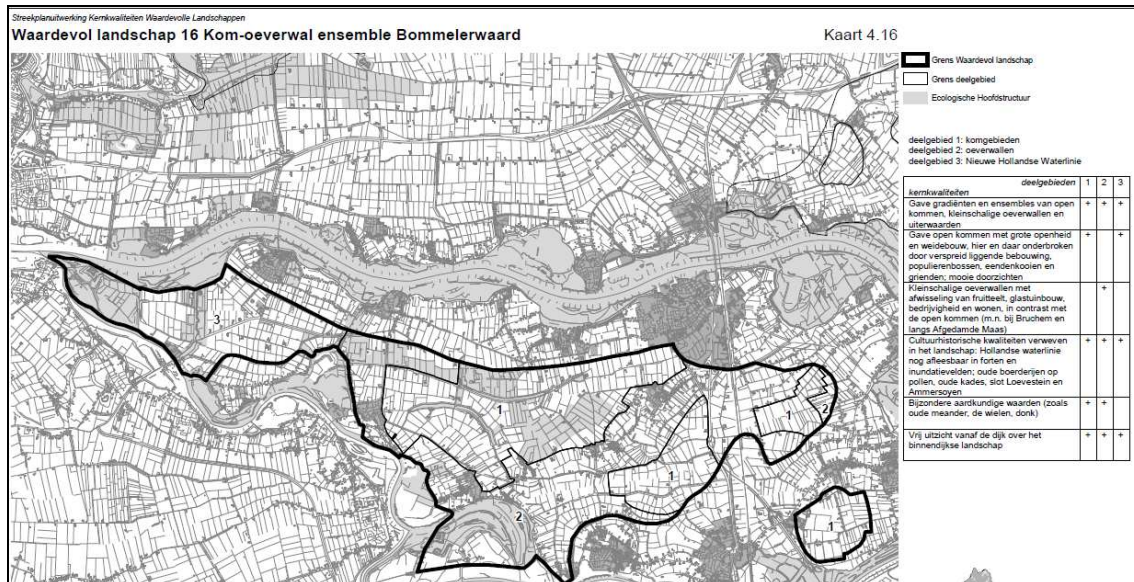 Streekplanuitwerking Kernkwaliteiten Waardevolle Landschappen
Waardevol landschap 16 Kom-oeverwal ensemble Bommelerwaard
Kaart 4.16
Grens Waardevol landschap
Grens deelgebied
Ecologische Hoofdstructuur
deelgebied 1: komgebieden
deelgebied 2: oeverwallen
deelgebied 3: Nieuwe Hollandse Waterlinie
deelgebieden 1 2 3
kernkwaliteiten
Gave gradiënten en ensembles van open + + +
kommen, kleinschalige oeverwallen en
uiterwaarden
Gave open kommen met grote openheid + +
en weidebouw, hier en daar onderbroken
door verspreid liggende bebouwing,
populierenbossen, eendenkooien en
grienden; mooie doorzichten
Kleinschalige oeverwallen met +
afwisseling van fruitteelt, glastuinbouw,
bedrijvigheid en wonen, in contrast met
de open kommen (m.n. bij Bruchem en
langs Afgedamde Maas)
Cultuurhistorische kwaliteiten verweven + + +
in het landschap: Hollandse waterlinie
nog afleesbaar in forten en
inundatievelden; oude boerderijen op
pollen, oude kades, slot Loevestein en
Ammersoyen
Bijzondere aardkundige waarden (zoals + +
oude meander, de wielen, donk)
Vrij uitzicht vanaf de dijk over het + + +
binnendijkse landschap
3
1
1
2
1
2
1